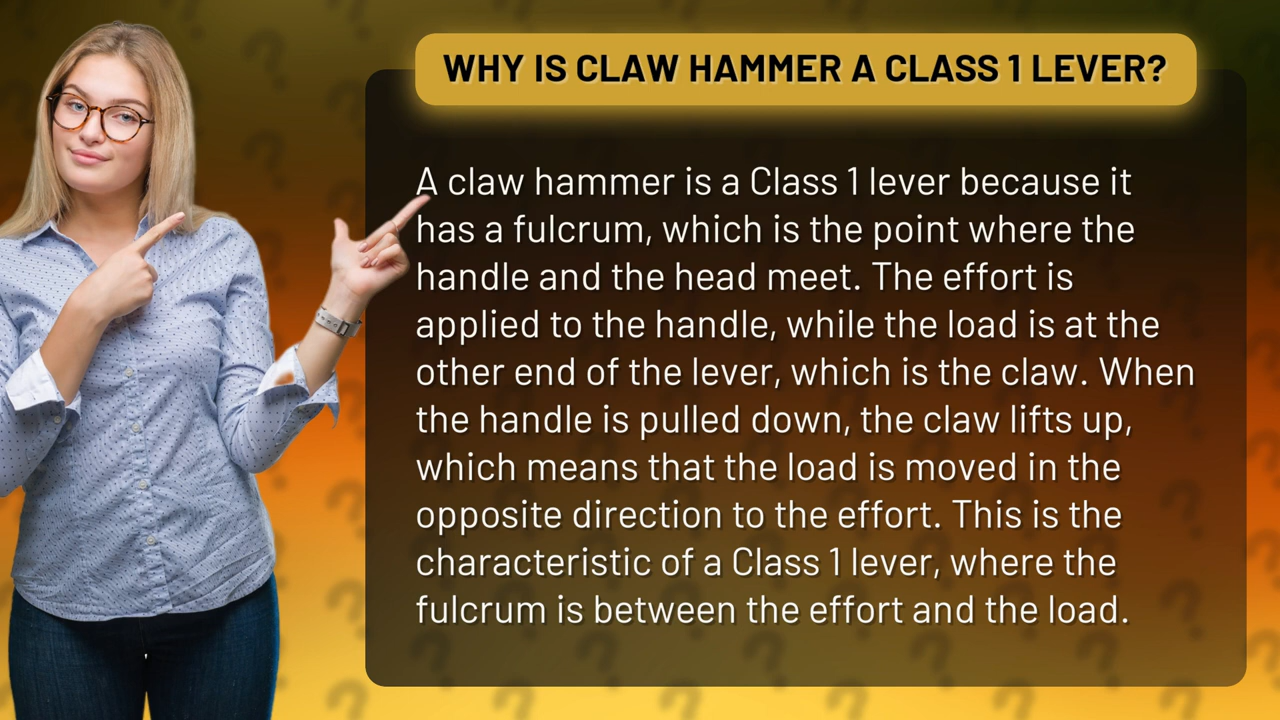 WHY IS CLAW HAMMER A CLASS 1 LEVER?
A claw hammer is a Class 1 lever because it
has a fulcrum, which is the point where the
handle and the head meet. The effort is
applied to the handle, while the load is at the
other end of the lever, which is the claw. When
the handle is pulled down, the claw lifts up,
which means that the load is moved in the
opposite direction to the effort. This is the
characteristic of a Class 1 lever, where the
fulcrum is between the effort and the load.